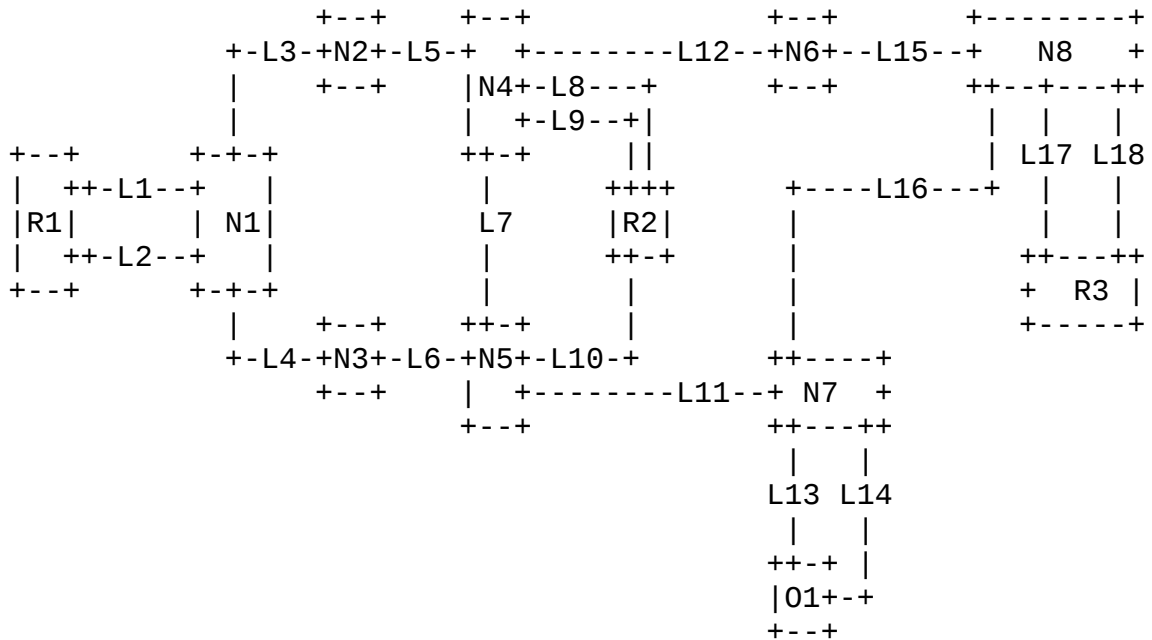 +--+    +--+              +--+       +--------+
            +-L3-+N2+-L5-+  +--------L12--+N6+--L15--+   N8   +
            |    +--+    |N4+-L8---+      +--+       ++--+---++
            |            |  +-L9--+|                  |  |   |
+--+      +-+-+          ++-+     ||                  | L17 L18
|  ++-L1--+   |           |      ++++      +----L16---+  |   |
|R1|      | N1|           L7     |R2|      |             |   |
|  ++-L2--+   |           |      ++-+      |            ++---++
+--+      +-+-+           |       |        |            +  R3 |
            |    +--+    ++-+     |        |            +-----+
            +-L4-+N3+-L6-+N5+-L10-+       ++----+
                 +--+    |  +--------L11--+ N7  +
                         +--+             ++---++
                                           |   |
                                          L13 L14
                                           |   |
                                          ++-+ |
                                          |O1+-+
                                          +--+